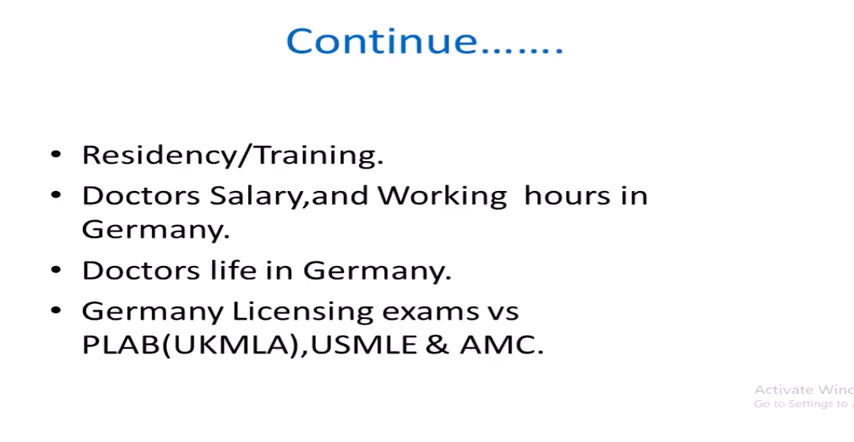 Continue…….
• Residency/Training.
• Doctors Salary,and Working hours in
Germany.
• Doctors life in Germany.
• Germany Licensing exams vs
PLAB(UKMLA),USMLE & AMC.
Activate Winc
Go to Settings to